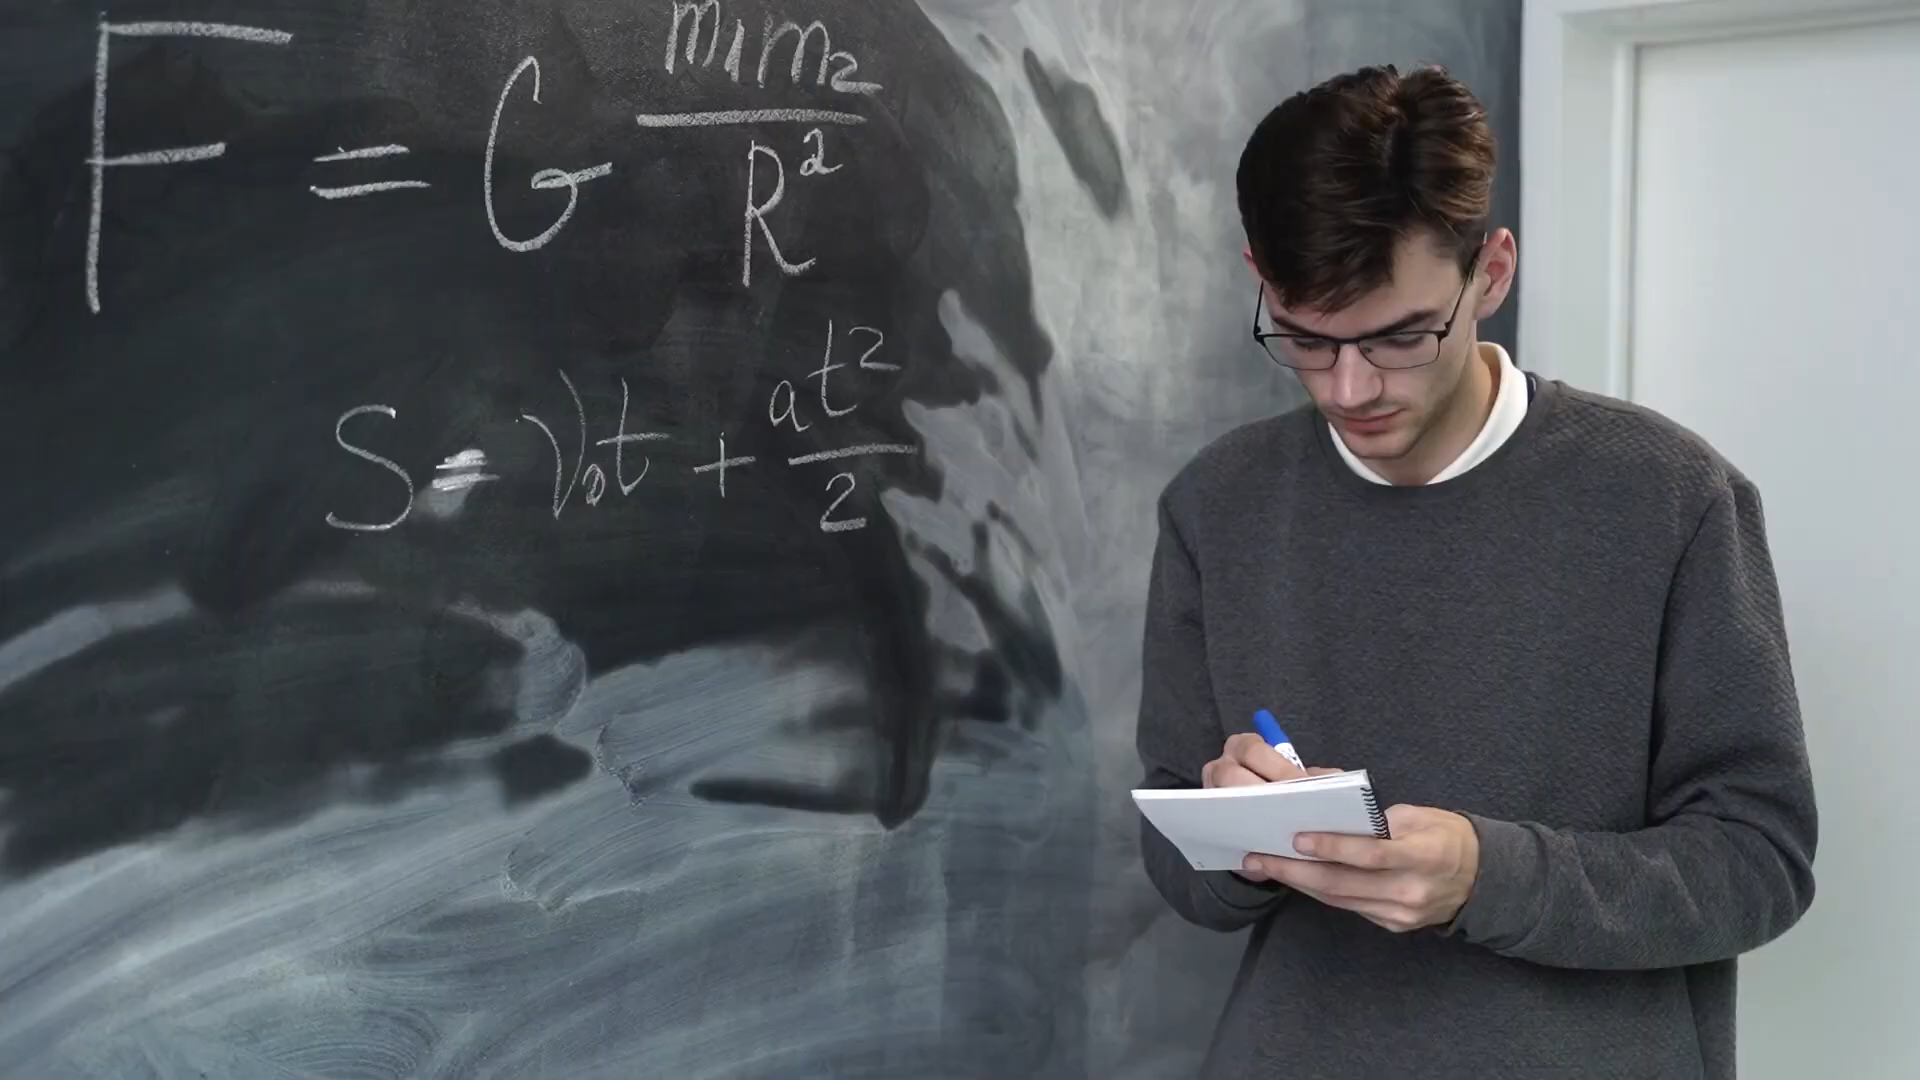 F = G m₁m₂/R²
S = V₀t + at²/2